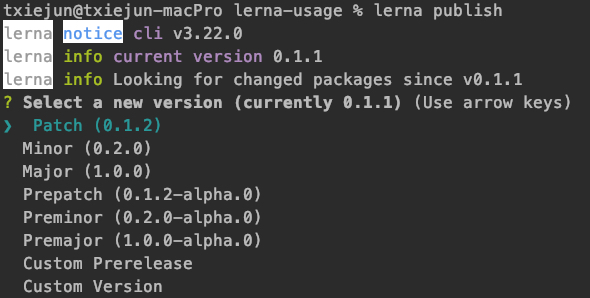 txiejun@txiejun-macPro lerna-usage % lerna publish
lerna notice cli v3.22.0
lerna info current version 0.1.1
lerna info Looking for changed packages since v0.1.1
? Select a new version (currently 0.1.1) (Use arrow keys)
❯ Patch (0.1.2)
Minor (0.2.0)
Major (1.0.0)
Prepatch (0.1.2-alpha.0)
Preminor (0.2.0-alpha.0)
Premajor (1.0.0-alpha.0)
Custom Prerelease
Custom Version